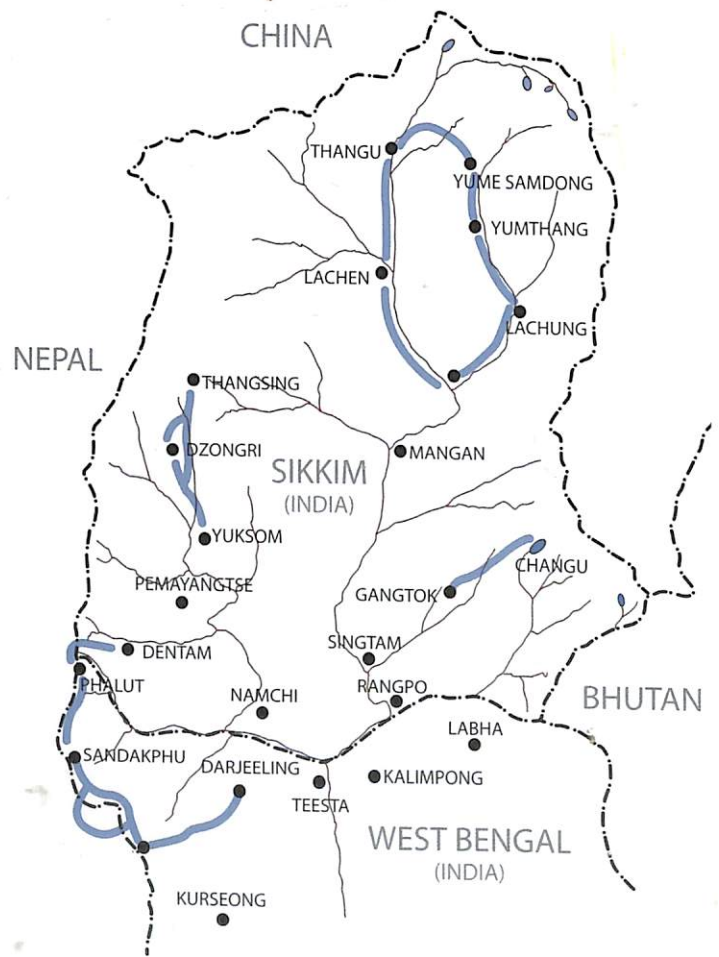 CHINA
THANGU
YUME SAMDONG
YUMTHANG
LACHEN
LACHUNG
NEPAL
THANGSING
DZONGRI
MANGAN
SIKKIM
(INDIA)
YUKSOM
CHANGU
PEMAYANGTSE
GANGTOK
SINGTAM
DENTAM
PHALUT
RANGPO
NAMCHI
BHUTAN
LABHA
SANDAKPHU
DARJEELING
KALIMPONG
TEESTA
WEST BENGAL
(INDIA)
KURSEONG